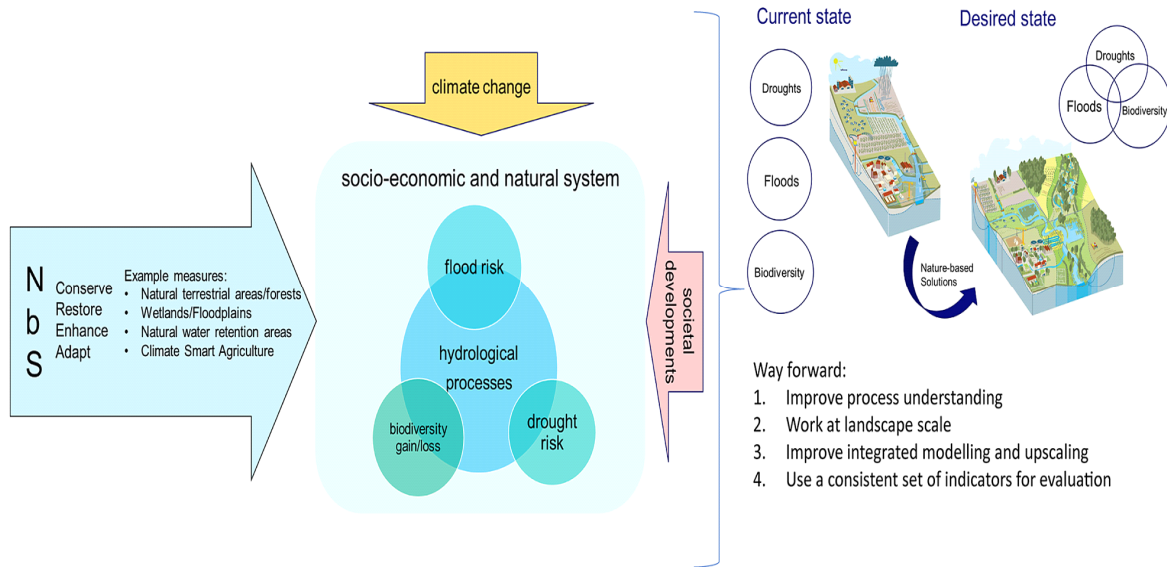 climate change
socio-economic and natural system
flood risk
hydrological
processes
biodiversity
gain/loss
drought
risk
societal
developments
N
b
S
Conserve
Restore
Enhance
Adapt
Example measures:
• Natural terrestrial areas/forests
• Wetlands/Floodplains
• Natural water retention areas
• Climate Smart Agriculture
Current state
Droughts
Floods
Biodiversity
Nature-based
Solutions
Desired state
Droughts
Floods
Biodiversity
Way forward:
1. Improve process understanding
2. Work at landscape scale
3. Improve integrated modelling and upscaling
4. Use a consistent set of indicators for evaluation